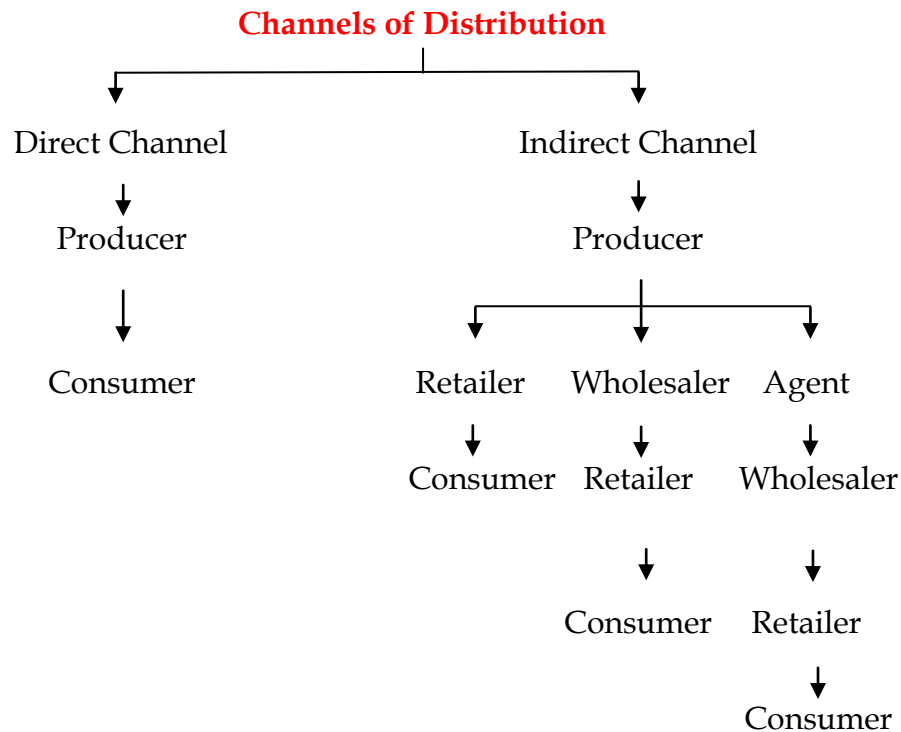 Channels of Distribution
Direct Channel Indirect Channel
Producer Producer
Consumer Retailer Wholesaler Agent
Consumer Retailer Wholesaler
Consumer Retailer
Consumer